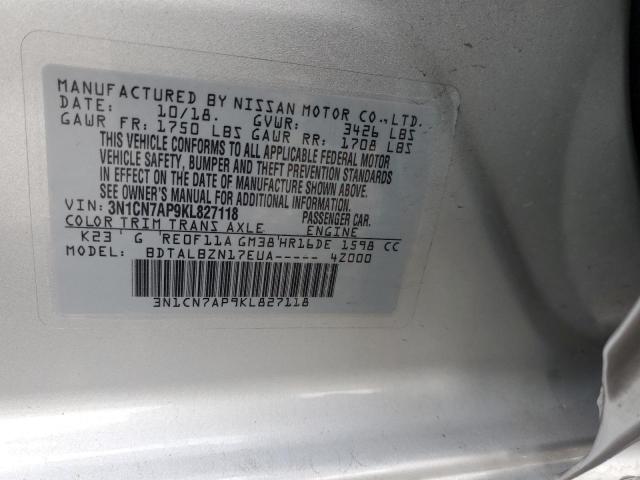 MANUFACTURED BY NISSAN MOTOR CO.,LTD.
DATE: 10/18. GVWR: 3426 LBS
GAWR FR: 1750 LBS GAWR RR: 1708 LBS
THIS VEHICLE CONFORMS TO ALL APPLICABLE FEDERAL MOTOR
VEHICLE SAFETY, BUMPER AND THEFT PREVENTION STANDARDS
IN EFFECT ON THE DATE OF MANUFACTURE SHOWN ABOVE.
SEE OWNER'S MANUAL FOR ADDITIONAL INFORMATION.
VIN: 3N1CN7AP9KL827118 PASSENGER CAR.
COLOR TRIM TRANS AXLE ENGINE
K23 ' G ' RE0F11A GM38'HR16DE 1598 CC
MODEL: BDTALBZN17EUA----- 4Z000
3N1CN7AP9KL827118